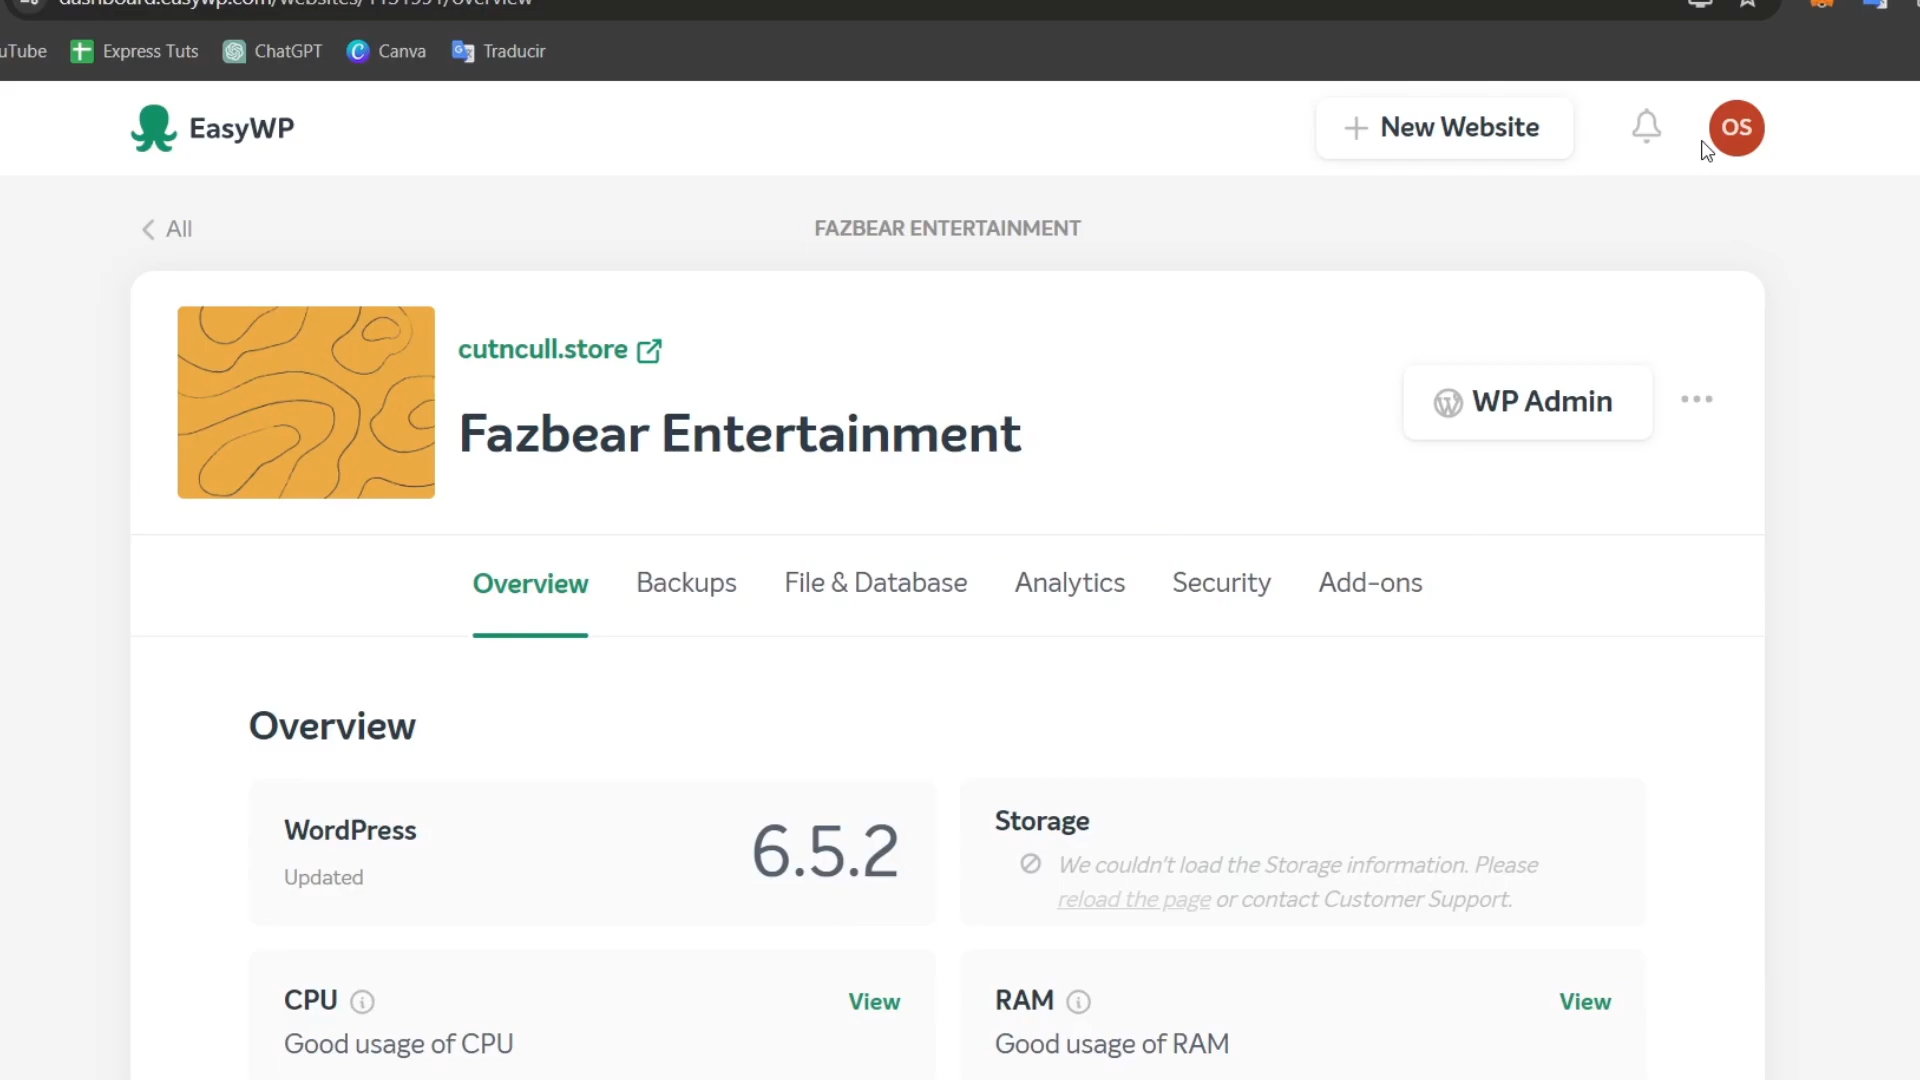 YouTube
Express Tuts
ChatGPT
Canva
Traducir
EasyWP
New Website
OS
All
FAZBEAR ENTERTAINMENT
cutncull.store
Fazbear Entertainment
WP Admin
Overview
Backups
File & Database
Analytics
Security
Add-ons
Overview
WordPress
Updated
6.5.2
Storage
We couldn't load the Storage information. Please
reload the page or contact Customer Support.
CPU
View
Good usage of CPU
RAM
View
Good usage of RAM